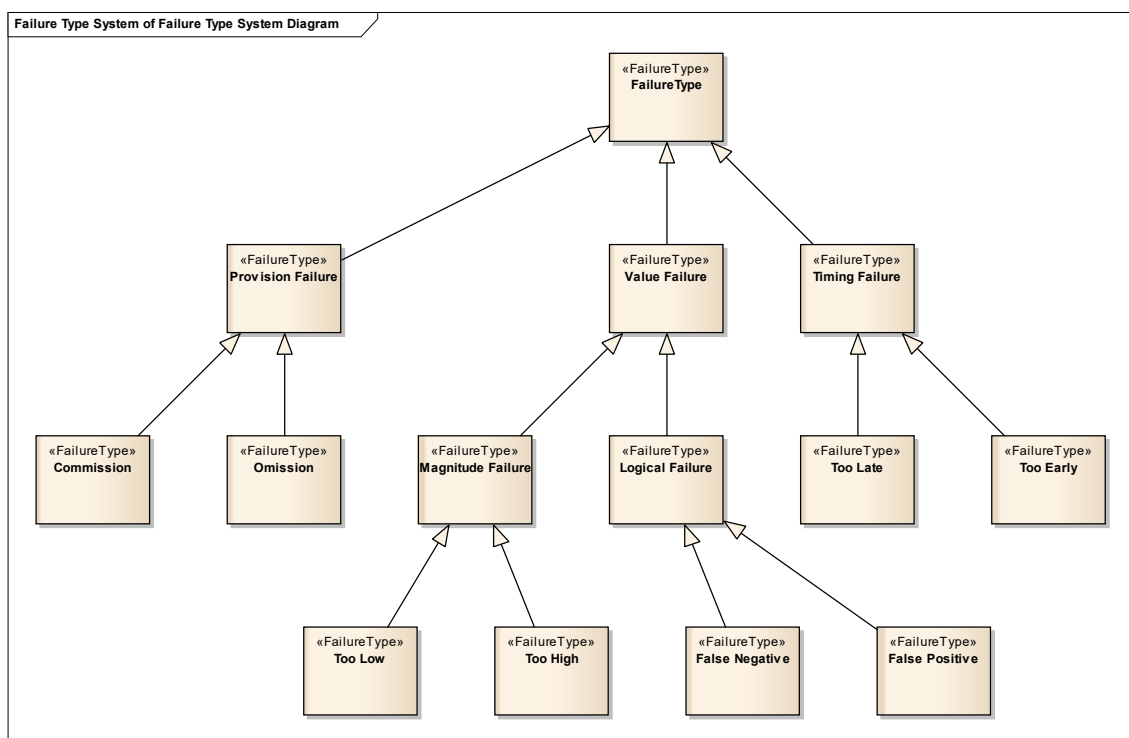 Failure Type System of Failure Type System Diagram
«FailureType»
FailureType
«FailureType»
Provision Failure
«FailureType»
Value Failure
«FailureType»
Timing Failure
«FailureType»
Commission
«FailureType»
Omission
«FailureType»
Magnitude Failure
«FailureType»
Logical Failure
«FailureType»
Too Late
«FailureType»
Too Early
«FailureType»
Too Low
«FailureType»
Too High
«FailureType»
False Negative
«FailureType»
False Positive